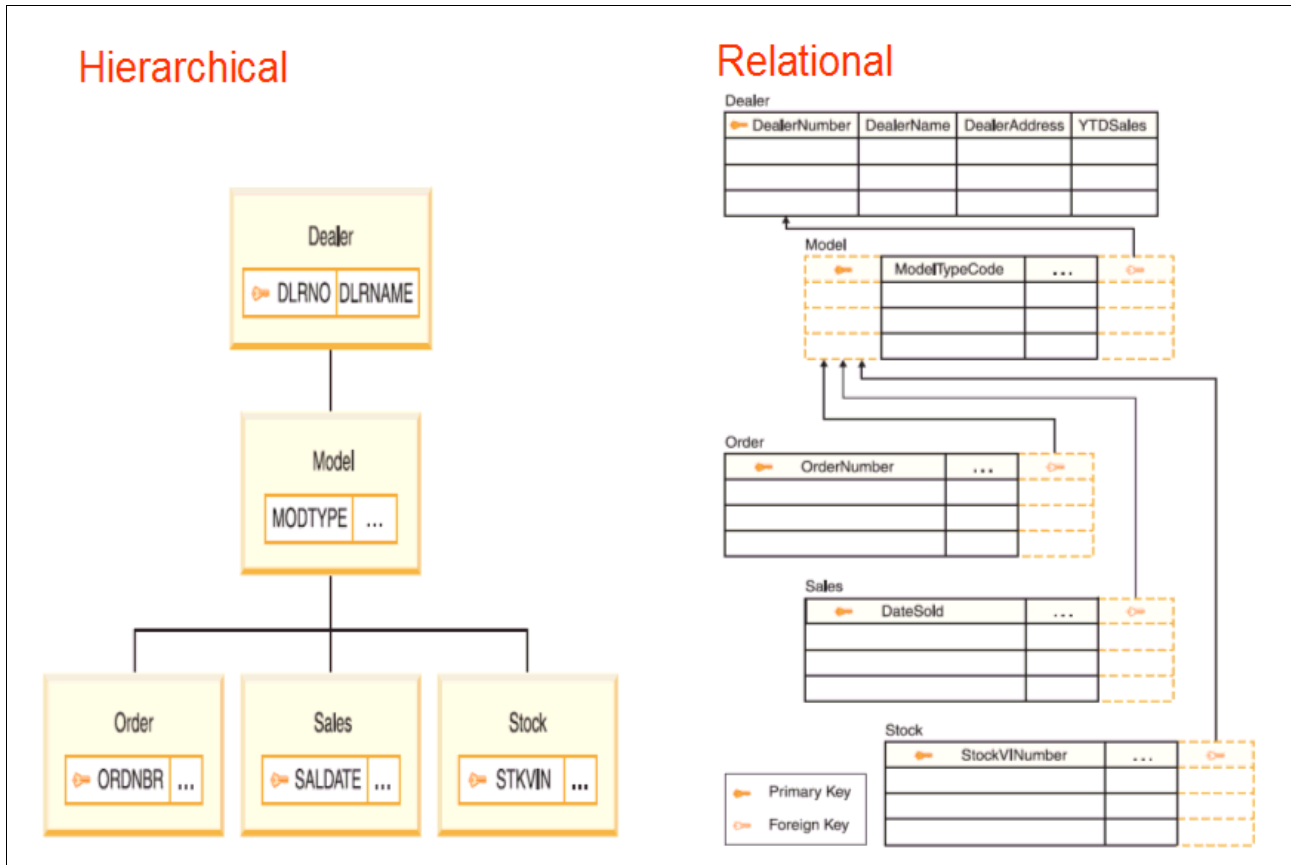 Hierarchical
Dealer
DLRNO DLRNAME
Model
MODTYPE ...
Order
ORDNBR ...
Sales
SALDATE ...
Stock
STKVIN ...
Relational
Dealer
DealerNumber DealerName DealerAddress YTDSales
Model
ModelTypeCode ...
Order
OrderNumber ...
Sales
DateSold ...
Stock
StockVINumber ...
Primary Key
Foreign Key